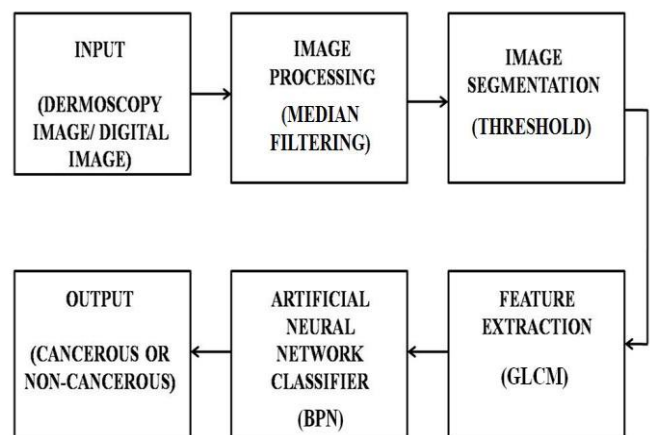 INPUT
(DERMOSCOPY
IMAGE/ DIGITAL
IMAGE)
IMAGE
PROCESSING
(MEDIAN
FILTERING)
IMAGE
SEGMENTATION
(THRESHOLD)
FEATURE
EXTRACTION
(GLCM)
ARTIFICIAL
NEURAL
NETWORK
CLASSIFIER
(BPN)
OUTPUT
(CANCEROUS OR
NON-CANCEROUS)